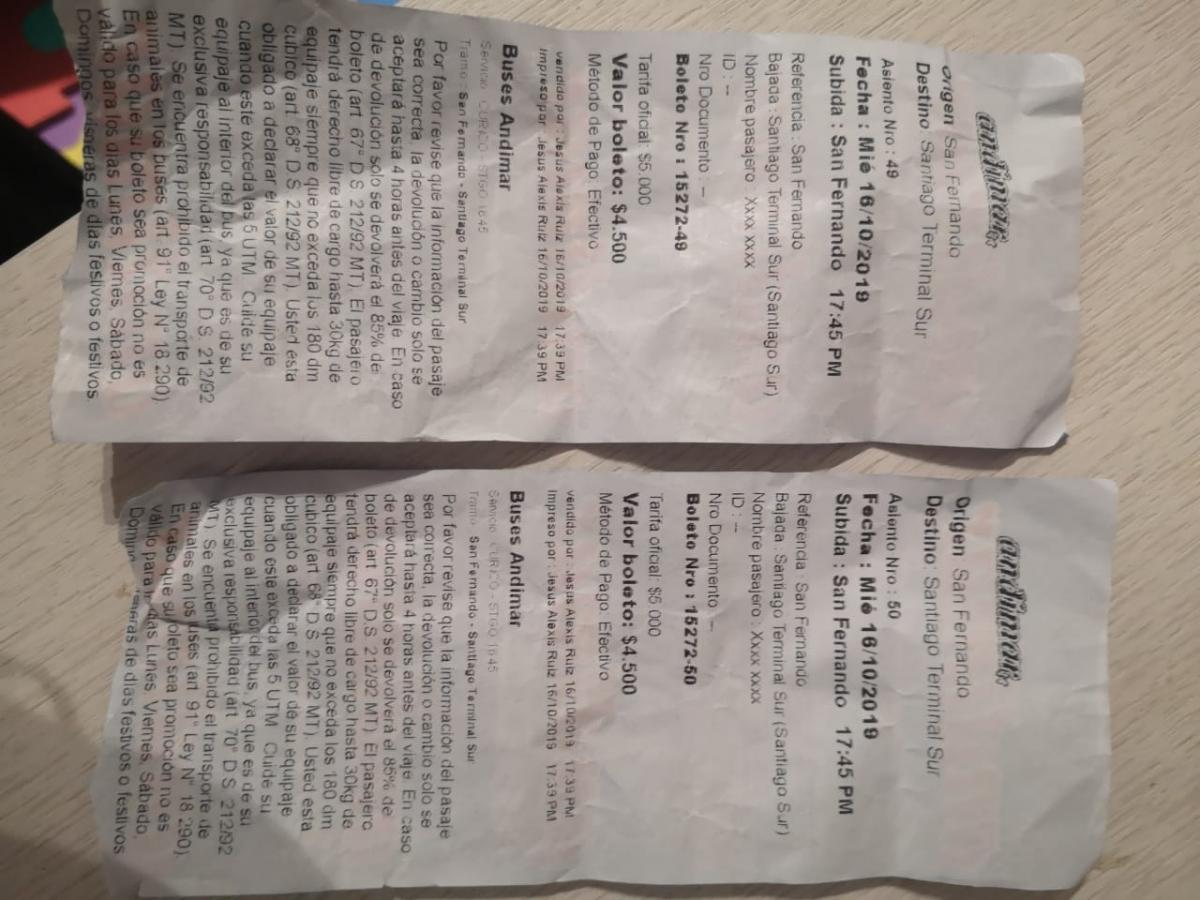 andimar
Origen San Fernando
Destino: Santiago Terminal Sur
Asiento Nro : 49
Fecha : Mié 16/10/2019
Subida : San Fernando 17:45 PM
Referencia : San Fernando
Bajada : Santiago Terminal Sur (Santiago Sur)
Nombre pasajero : Xxxx xxxx
ID : --
Nro Documento : --
Boleto Nro : 15272-49
Tarifa oficial: $5.000
Valor boleto: $4.500
Método de Pago: Efectivo
vendido por : Jesus Alexis Ruiz 16/10/2019 17:39 PM
Impreso por : Jesus Alexis Ruiz 16/10/2019 17:39 PM
Buses Andimar
Servicio : CURICO - STGO 1645
Tramo : San Fernando - Santiago Terminal Sur
Por favor revise que la información del pasaje
sea correcta, la devolución o cambio solo se
aceptará hasta 4 horas antes del viaje. En caso
de devolución solo se devolverá el 85% del
boleto (art. 67° D.S. 212/92 MT). El pasajero
tendrá derecho libre de cargo hasta 30kg de
equipaje siempre que no exceda los 180 dm
cubico (art. 68° D.S. 212/92 MT). Usted esta
obligado a declarar el valor de su equipaje
cuando este exceda las 5 UTM. Cuide su
equipaje al interior del bus, ya que es de su
exclusiva responsabilidad (art. 70° D.S. 212/92
MT). Se encuentra prohibido el transporte de
animales en los buses (art. 91° Ley N° 18.290).
En caso que su boleto sea promoción no es
válido para los días Lunes, Viernes, Sábado,
Domingos, vísperas de días festivos o festivos.
andimar
Origen San Fernando
Destino: Santiago Terminal Sur
Asiento Nro : 50
Fecha : Mié 16/10/2019
Subida : San Fernando 17:45 PM
Referencia : San Fernando
Bajada : Santiago Terminal Sur (Santiago Sur)
Nombre pasajero : Xxxx xxxx
ID : --
Nro Documento : --
Boleto Nro : 15272-50
Tarifa oficial: $5.000
Valor boleto: $4.500
Método de Pago: Efectivo
vendido por : Jesus Alexis Ruiz 16/10/2019 17:39 PM
Impreso por : Jesus Alexis Ruiz 16/10/2019 17:39 PM
Buses Andimar
Servicio : CURICO - STGO 1645
Tramo : San Fernando - Santiago Terminal Sur
Por favor revise que la información del pasaje
sea correcta, la devolución o cambio solo se
aceptará hasta 4 horas antes del viaje. En caso
de devolución solo se devolverá el 85% de
boleto (art. 67° D.S. 212/92 MT). El pasajero
tendrá derecho libre de cargo hasta 30kg de
equipaje siempre que no exceda los 180 dm
cubico (art. 68° D.S. 212/92 MT). Usted esta
obligado a declarar el valor de su equipaje
cuando este exceda las 5 UTM. Cuide su
equipaje al interior del bus, ya que es de su
exclusiva responsabilidad (art. 70° D.S. 212/92
MT). Se encuentra prohibido el transporte de
animales en los buses (art. 91° Ley N° 18.290).
En caso que su boleto sea promoción no es
válido para días Lunes, Viernes, Sábado,
de días festivos o festivos